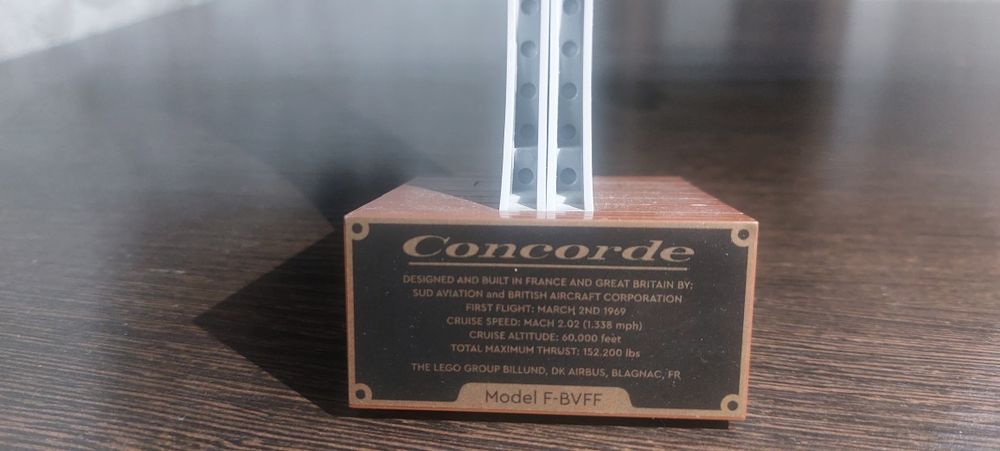 Concorde
DESIGNED AND BUILT IN FRANCE AND GREAT BRITAIN BY:
SUD AVIATION and BRITISH AIRCRAFT CORPORATION
FIRST FLIGHT: MARCH 2ND 1969
CRUISE SPEED: MACH 2.02 (1.338 mph)
CRUISE ALTITUDE: 60.000 feet
TOTAL MAXIMUM THRUST: 152.200 lbs
THE LEGO GROUP BILLUND, DK AIRBUS, BLAGNAC, FR
Model F-BVFF